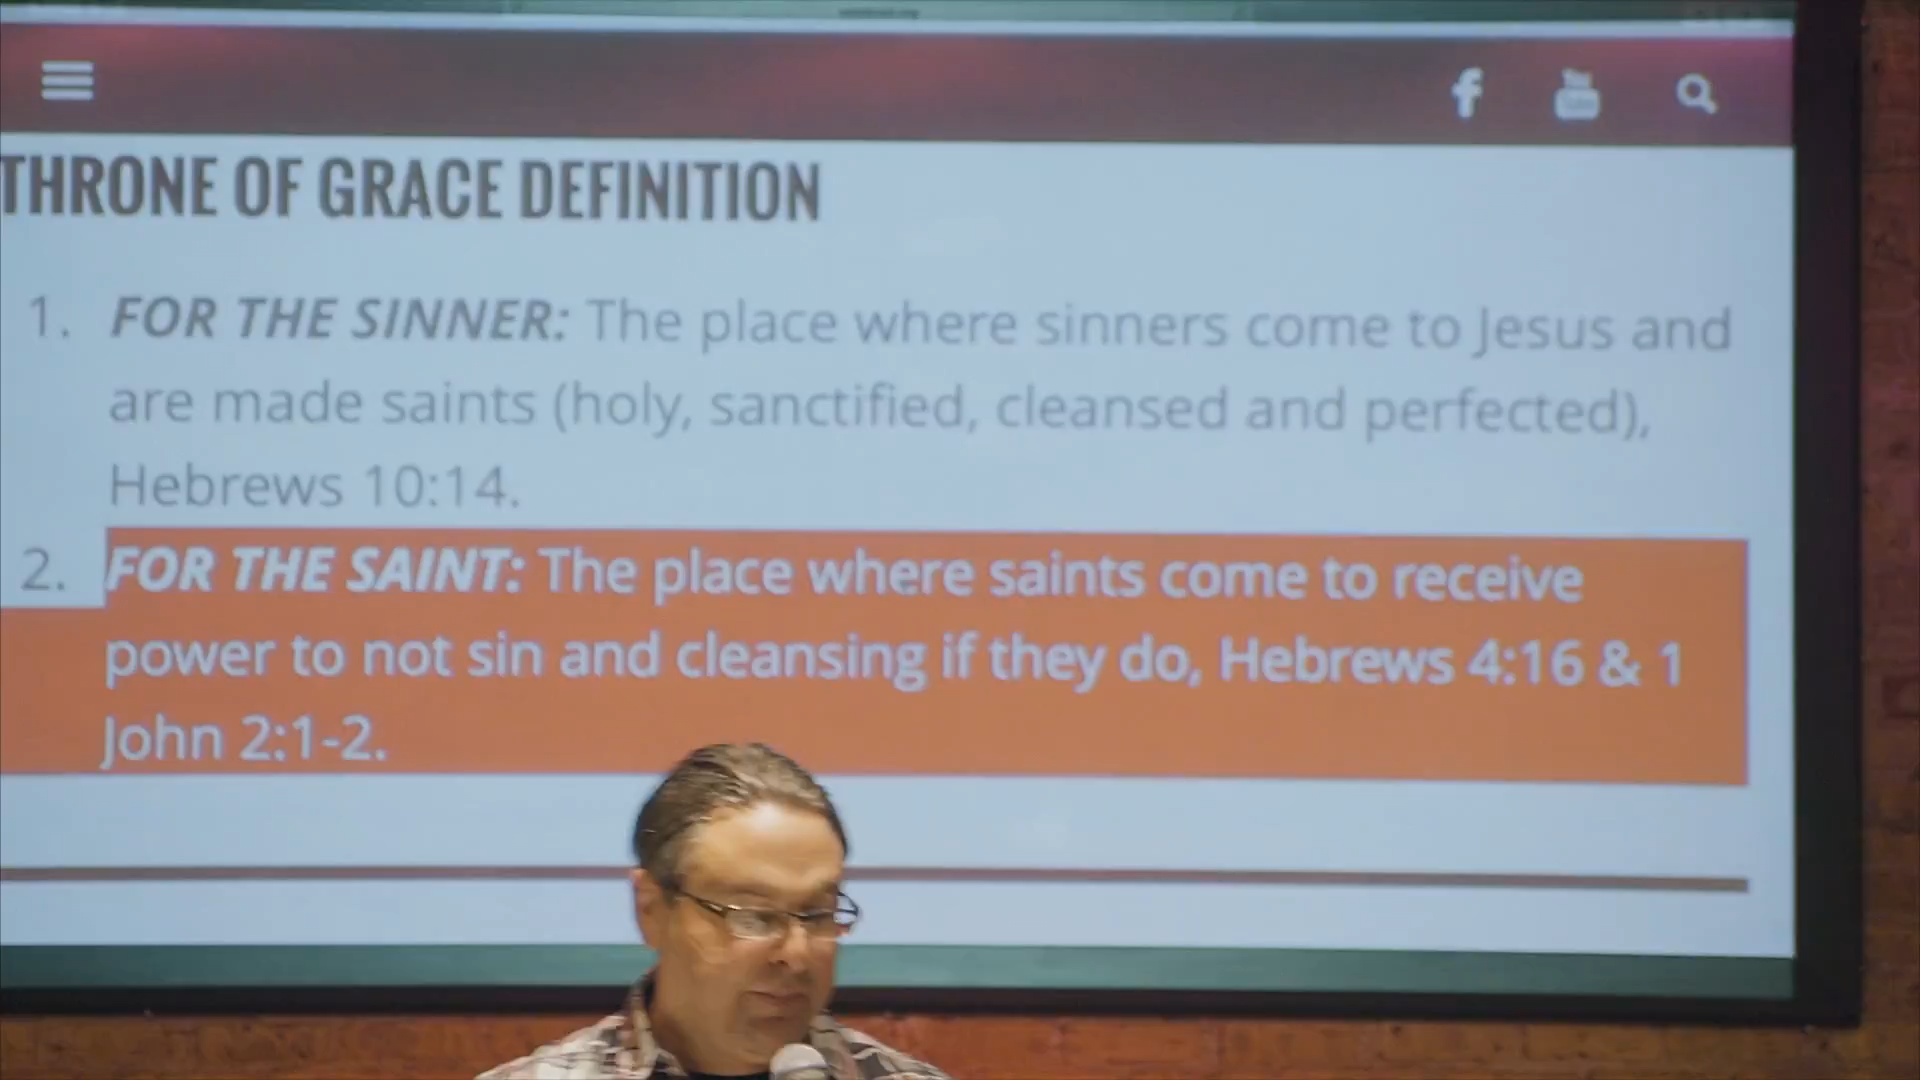 THRONE OF GRACE DEFINITION
1. FOR THE SINNER: The place where sinners come to Jesus and
are made saints (holy, sanctified, cleansed and perfected),
Hebrews 10:14.
2. FOR THE SAINT: The place where saints come to receive
power to not sin and cleansing if they do, Hebrews 4:16 & 1
John 2:1-2.